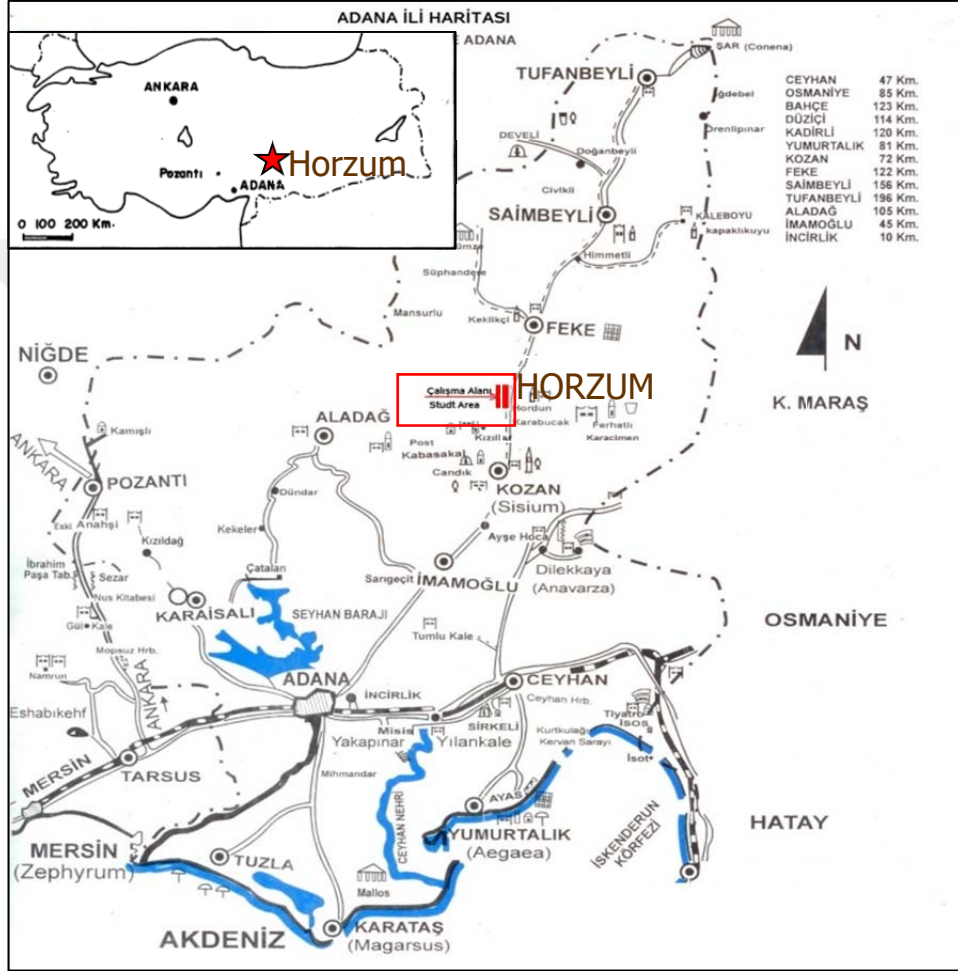 ADANA İLİ HARİTASI
E ADANA
ANKARA
Horzum
Pozantı
ADANA
0 100 200 Km.
ŞAR (Conena)
TUFANBEYLİ
ğdebel
Örenlipınar
DEVELİ
Doğanbeyli
Civikli
SAİMBEYLİ
KALEBOYU
kapaklıkuyu
Himmetli
CEYHAN 47 Km.
OSMANİYE 85 Km.
BAHÇE 123 Km.
DÜZİÇİ 114 Km.
KADİRLİ 120 Km.
YUMURTALIK 81 Km.
KOZAN 72 Km.
FEKE 122 Km.
SAİMBEYLİ 156 Km.
TUFANBEYLİ 196 Km.
ALADAĞ 105 Km.
İMAMOĞLU 45 Km.
İNCİRLİK 10 Km.
ümze
Süphandere
Mansurlu
Keklikçi
FEKE
N
K. MARAŞ
NİĞDE
Çalışma Alanı
Studt Area
HORZUM
Hordun
Karabucak
Ferhatlı
Karacimen
ALADAĞ
Kızıllar
Post
Kabasakal
Candık
KOZAN
(Sisium)
Kamışlı
ANKARA
POZANTI
Dündar
Eski Anahşi
Kızıldağ
Kekeler
Ayşe Hoca
Dilekkaya
(Anavarza)
İbrahim
Paşa Tab.
Sezar
Nus Kitabesi
Çatalan
Sarıgeçit
İMAMOĞLU
KARAİSALI
SEYHAN BARAJI
Gül Kale
Tumlu Kale
OSMANİYE
Mopsuz Hrb.
Namrun
ANKARA
ADANA
İNCİRLİK
CEYHAN
Ceyhan Hrb.
Eshabıkehf
Misis
SİRKELİ
Tiyatro
İSOS
Yakapınar
Yılankale
Kurtkulağı
Kervan Sarayı
İsot
MERSİN
TARSUS
Mihmandar
CEYHAN NEHRİ
AYAS
YUMURTALIK
(Aegaea)
İSKENDERUN
KÖRFEZİ
HATAY
MERSİN
(Zephyrum)
TUZLA
Mallos
AKDENİZ
KARATAŞ
(Magarsus)